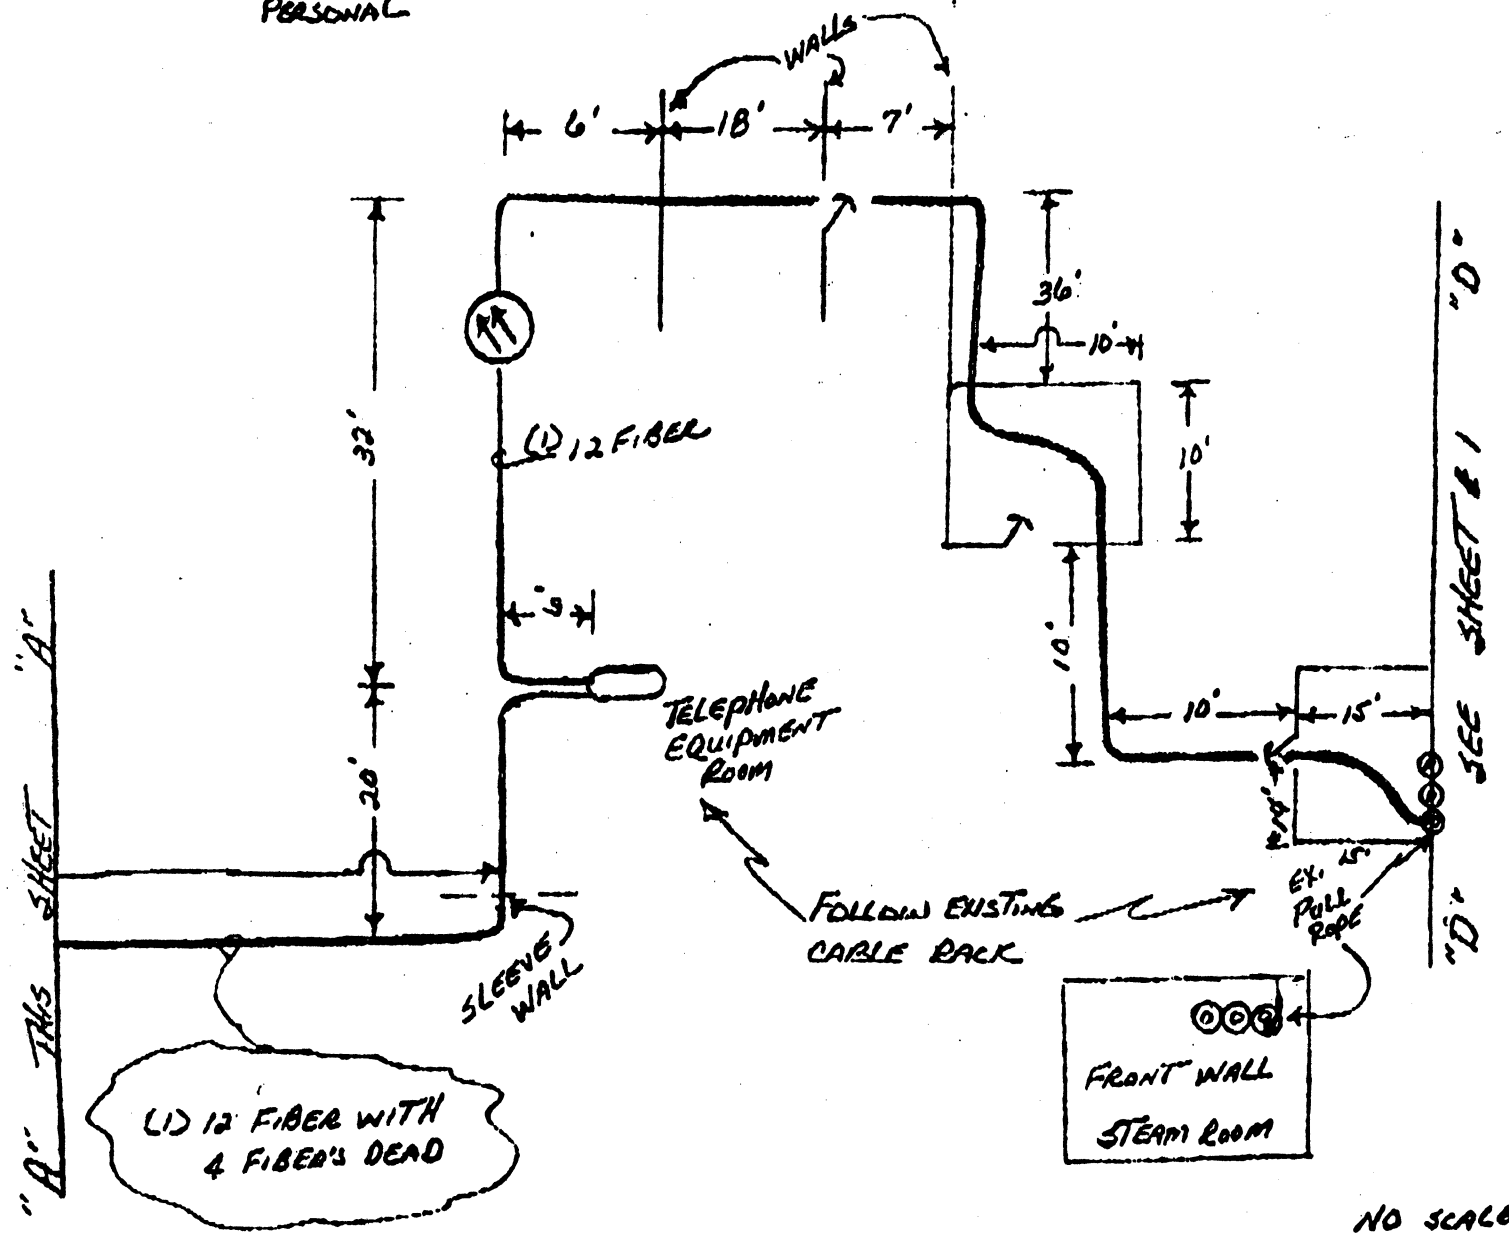 PERSONAL
WALLS
6'
18'
7'
32'
36'
10'
10'
(1) 12 FIBER
10'
10'
15'
TELEPHONE
EQUIPMENT
ROOM
20'
15'
FOLLOW EXISTING
CABLE RACK
EX.
PULL
ROPE
SLEEVE
WALL
(1) 12 FIBER WITH
4 FIBER'S DEAD
FRONT WALL
STEAM ROOM
"A" THIS SHEET "A"
"D" SEE SHEET # 1 "D"
NO SCALE